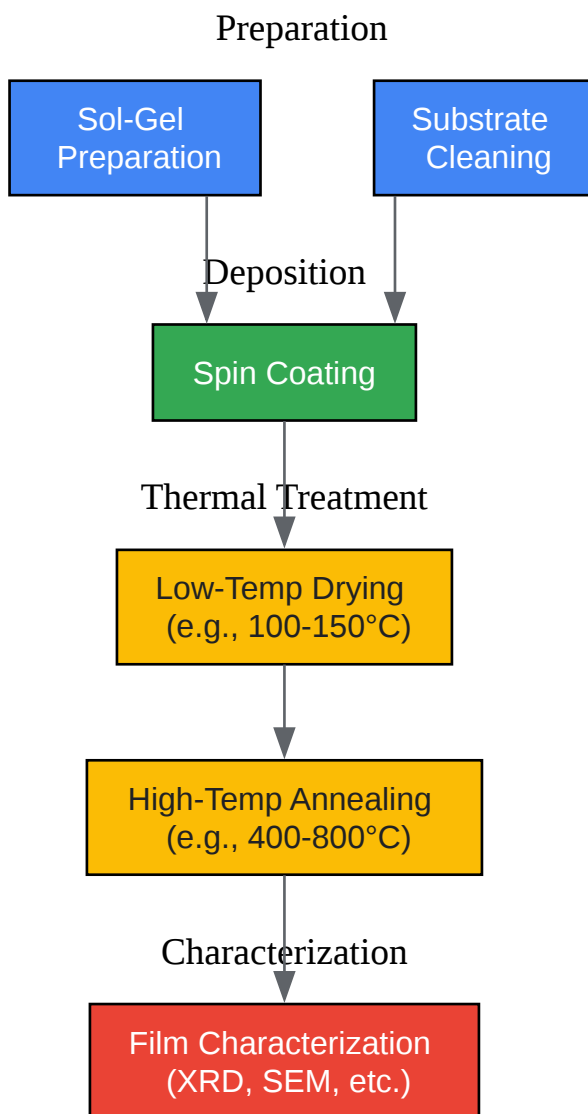 Preparation
Sol-Gel
Preparation
Substrate
Cleaning
Deposition
Spin Coating
Thermal Treatment
Low-Temp Drying
(e.g., 100-150°C)
High-Temp Annealing
(e.g., 400-800°C)
Characterization
Film Characterization
(XRD, SEM, etc.)